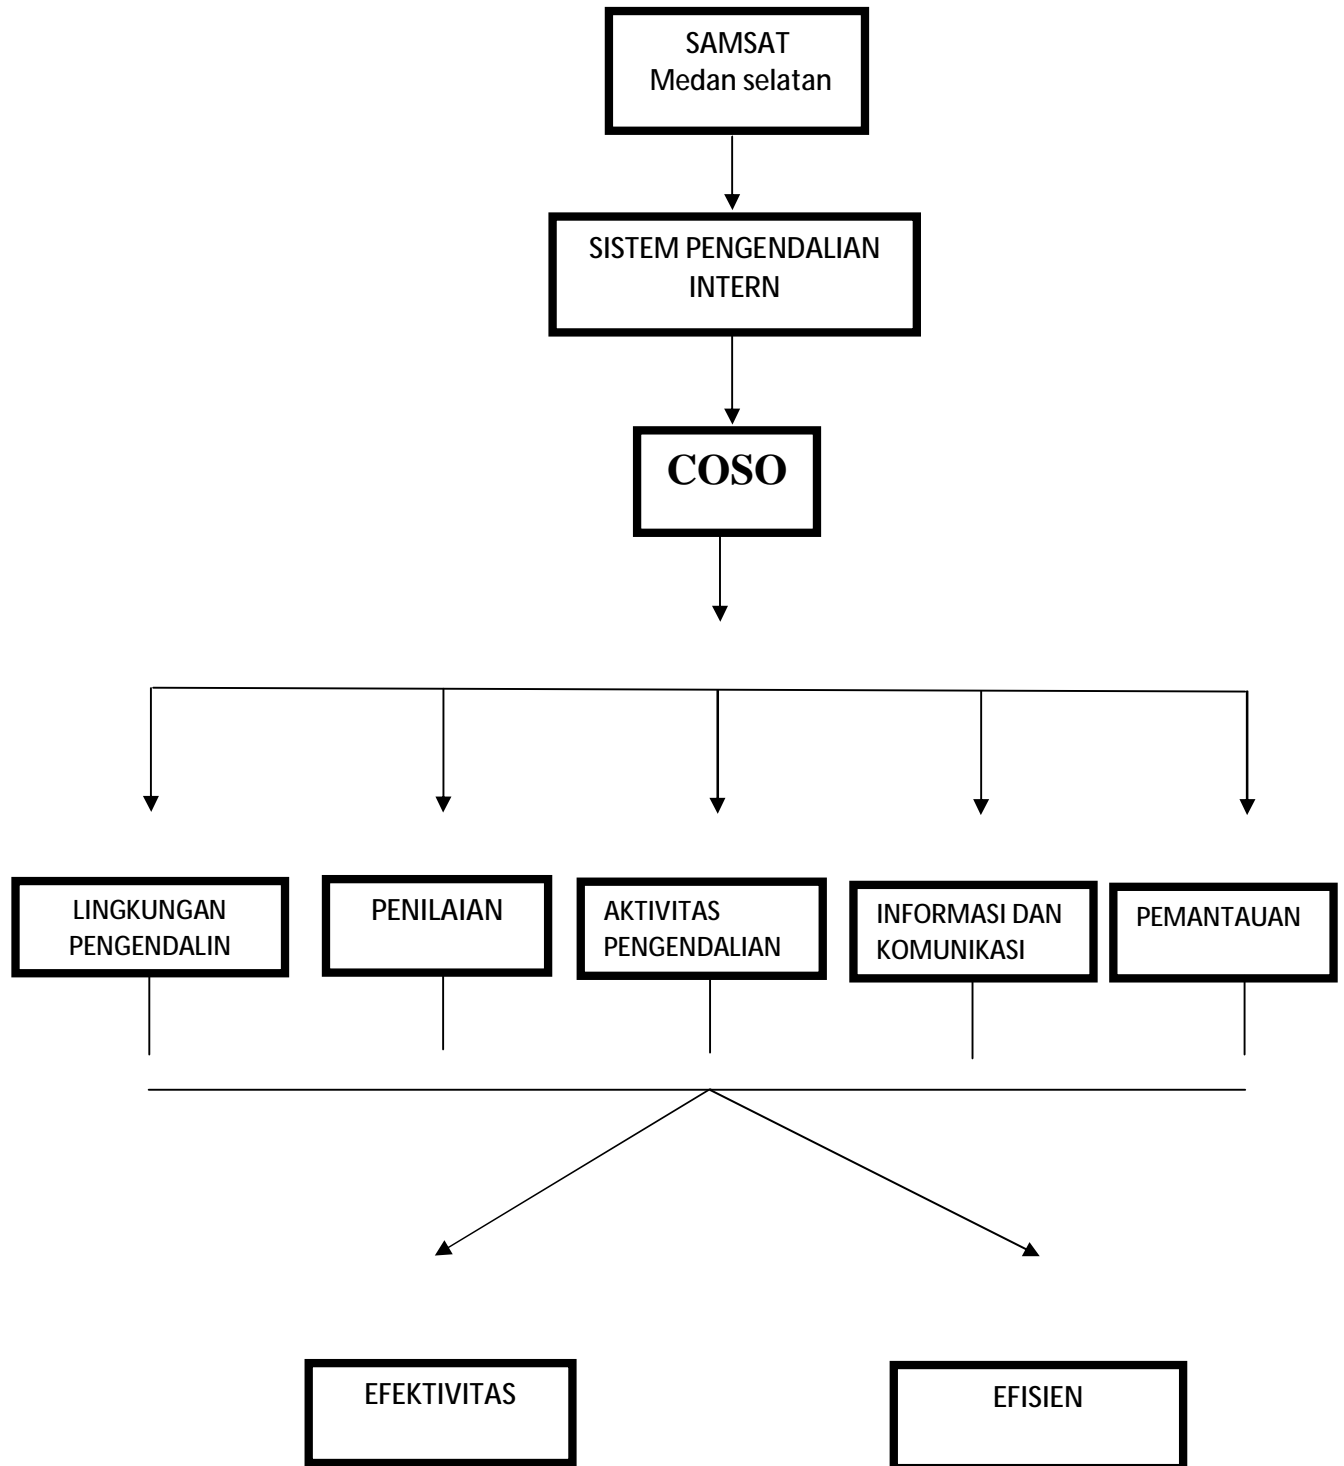 SAMSAT
Medan selatan
SISTEM PENGENDALIAN
INTERN
COSO
LINGKUNGAN
PENGENDALIN
PENILAIAN
AKTIVITAS
PENGENDALIAN
INFORMASI DAN
KOMUNIKASI
PEMANTAUAN
EFEKTIVITAS
EFISIEN